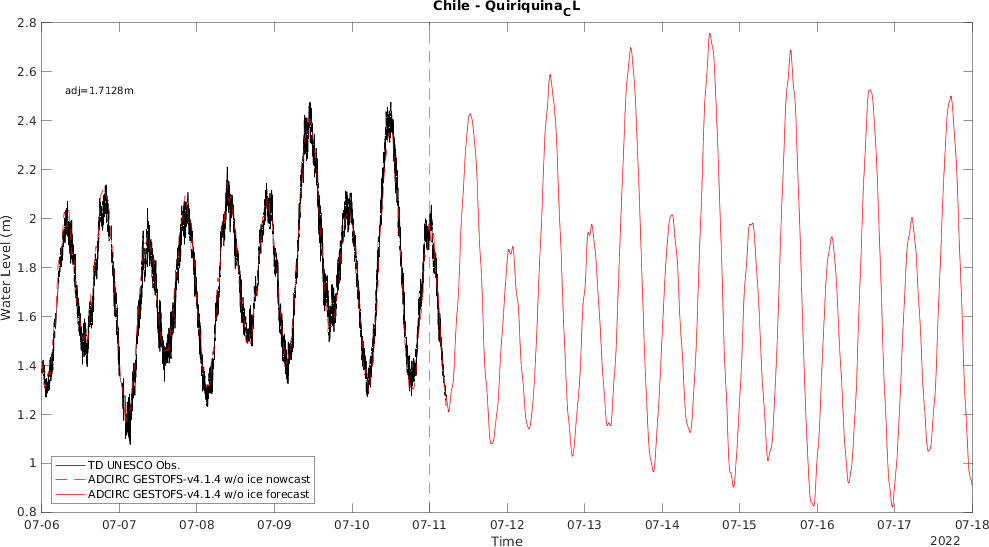 Chile - Quiriquina_CL
2.8
2.6
2.4
2.2
2
1.8
1.6
1.4
1.2
1
0.8
Water Level (m)
adj=1.7128m
TD UNESCO Obs.
ADCIRC GESTOFS-v4.1.4 w/o ice nowcast
ADCIRC GESTOFS-v4.1.4 w/o ice forecast
07-06 07-07 07-08 07-09 07-10 07-11 07-12 07-13 07-14 07-15 07-16 07-17 07-18
Time
2022